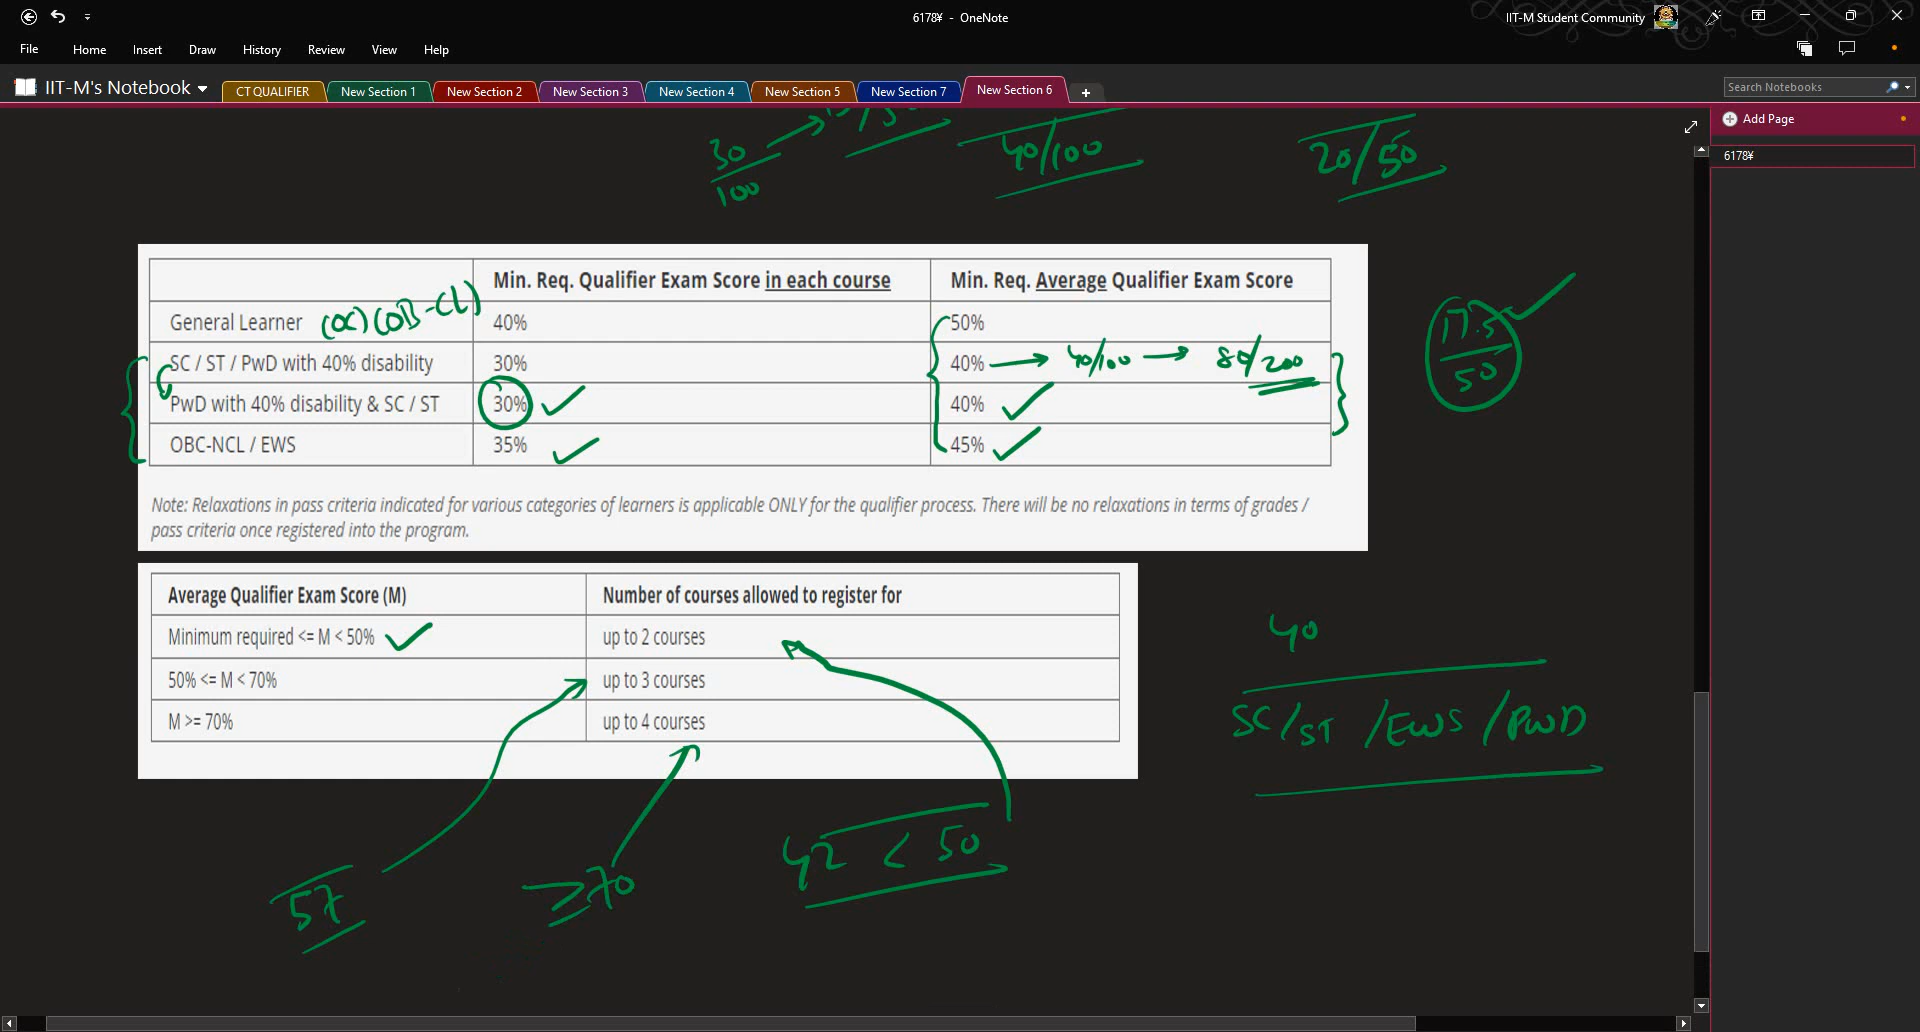 6178¥ - OneNote
IIT-M Student Community
File Home Insert Draw History Review View Help
IIT-M's Notebook
CT QUALIFIER New Section 1 New Section 2 New Section 3 New Section 4 New Section 5 New Section 7 New Section 6
Search Notebooks
Add Page
6178¥
30
100
40/100
20/50
Min. Req. Qualifier Exam Score in each course Min. Req. Average Qualifier Exam Score
General Learner (OC) (OB-CL) 40% 50%
SC / ST / PwD with 40% disability 30% 40% → 40/100 → 80/200
PwD with 40% disability & SC / ST 30% 40%
OBC-NCL / EWS 35% 45%
17.5
50
Note: Relaxations in pass criteria indicated for various categories of learners is applicable ONLY for the qualifier process. There will be no relaxations in terms of grades /
pass criteria once registered into the program.
Average Qualifier Exam Score (M) Number of courses allowed to register for
Minimum required <= M < 50% up to 2 courses
50% <= M < 70% up to 3 courses
M >= 70% up to 4 courses
40
SC/ST /EWS /PWD
57
≥70
42 < 50